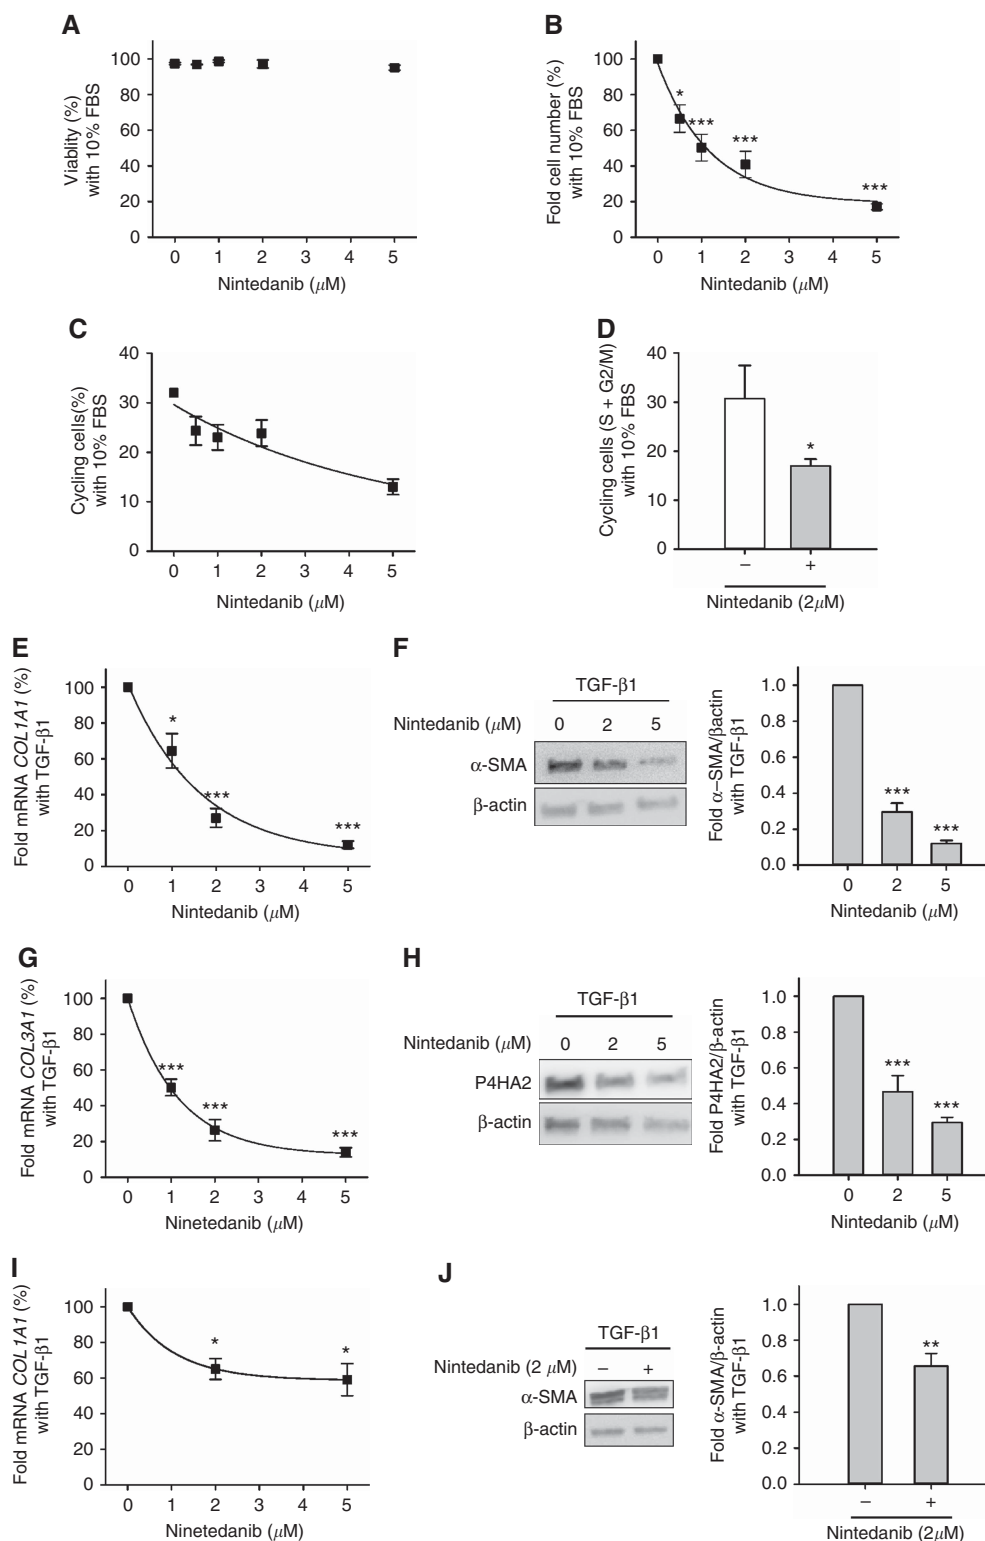 A
Viablity (%)
with 10% FBS
100
80
60
40
20
0
0 1 2 3 4 5
Nintedanib (μM)
B
Fold cell number (%)
with 10% FBS
100
80
60
40
20
0
*
***
***
***
0 1 2 3 4 5
Nintedanib (μM)
C
Cycling cells(%)
with 10% FBS
40
30
20
10
0
0 1 2 3 4 5
Nintedanib (μM)
D
Cycling cells (S + G2/M)
with 10% FBS
40
30
20
10
0
*
– +
Nintedanib (2μM)
E
Fold mRNA COL1A1 (%)
with TGF-β1
100
80
60
40
20
0
*
***
***
0 1 2 3 4 5
Nintedanib (μM)
F
TGF-β1
Nintedanib (μM) 0 2 5
α-SMA
β-actin
Fold α–SMA/βactin
with TGF-β1
1.0
0.8
0.6
0.4
0.2
0.0
***
***
0 2 5
Nintedanib (μM)
G
Fold mRNA COL3A1 (%)
with TGF-β1
100
80
60
40
20
0
***
***
***
0 1 2 3 4 5
Ninetedanib (μM)
H
TGF-β1
Nintedanib (μM) 0 2 5
P4HA2
β-actin
Fold P4HA2/β-actin
with TGF-β1
1.0
0.8
0.6
0.4
0.2
0.0
***
***
0 2 5
Nintedanib (μM)
I
Fold mRNA COL1A1 (%)
with TGF-β1
100
80
60
40
20
0
*
*
0 1 2 3 4 5
Ninetedanib (μM)
J
TGF-β1
Nintedanib (2 μM) – +
α-SMA
β-actin
Fold α-SMA/β-actin
with TGF-β1
1.0
0.8
0.6
0.4
0.2
0.0
**
– +
Nintedanib (2μM)